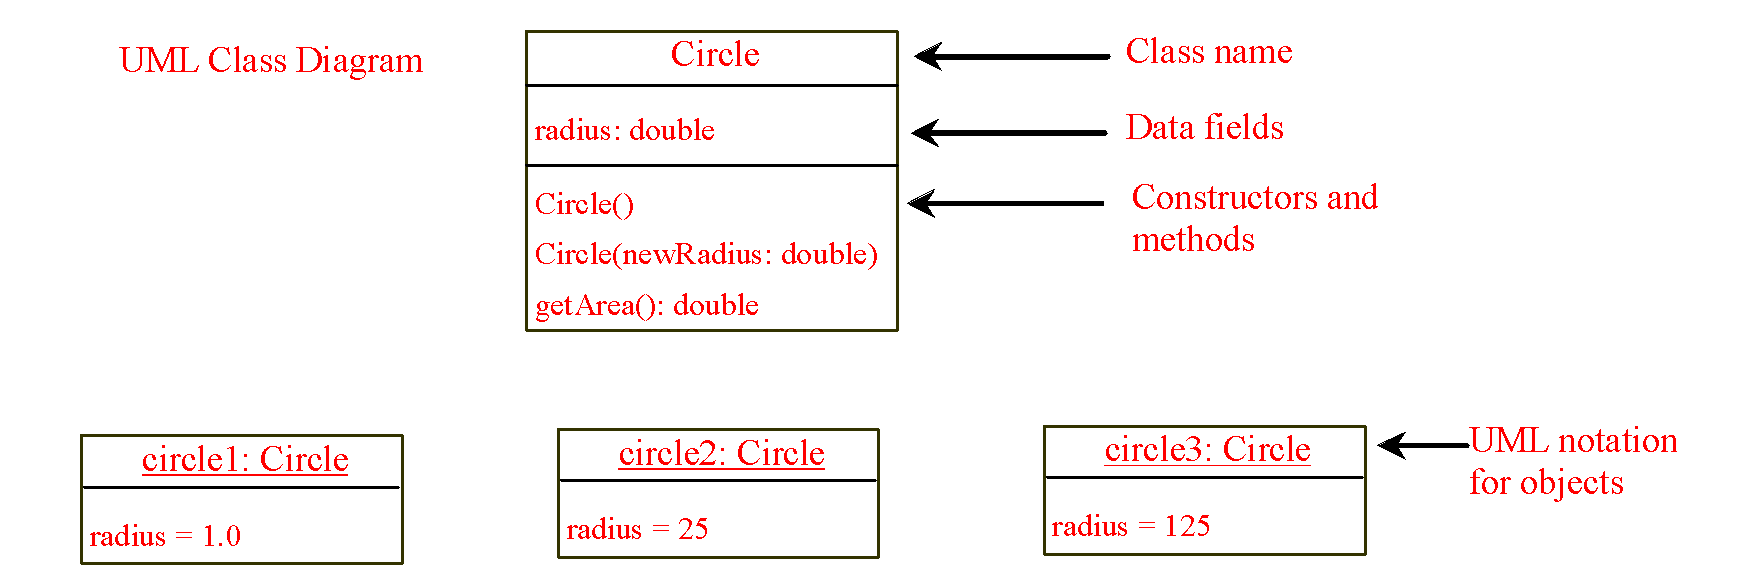 UML Class Diagram
Circle
Class name
radius: double
Data fields
Circle()
Circle(newRadius: double)
getArea(): double
Constructors and
methods
circle1: Circle
radius = 1.0
circle2: Circle
radius = 25
circle3: Circle
radius = 125
UML notation
for objects